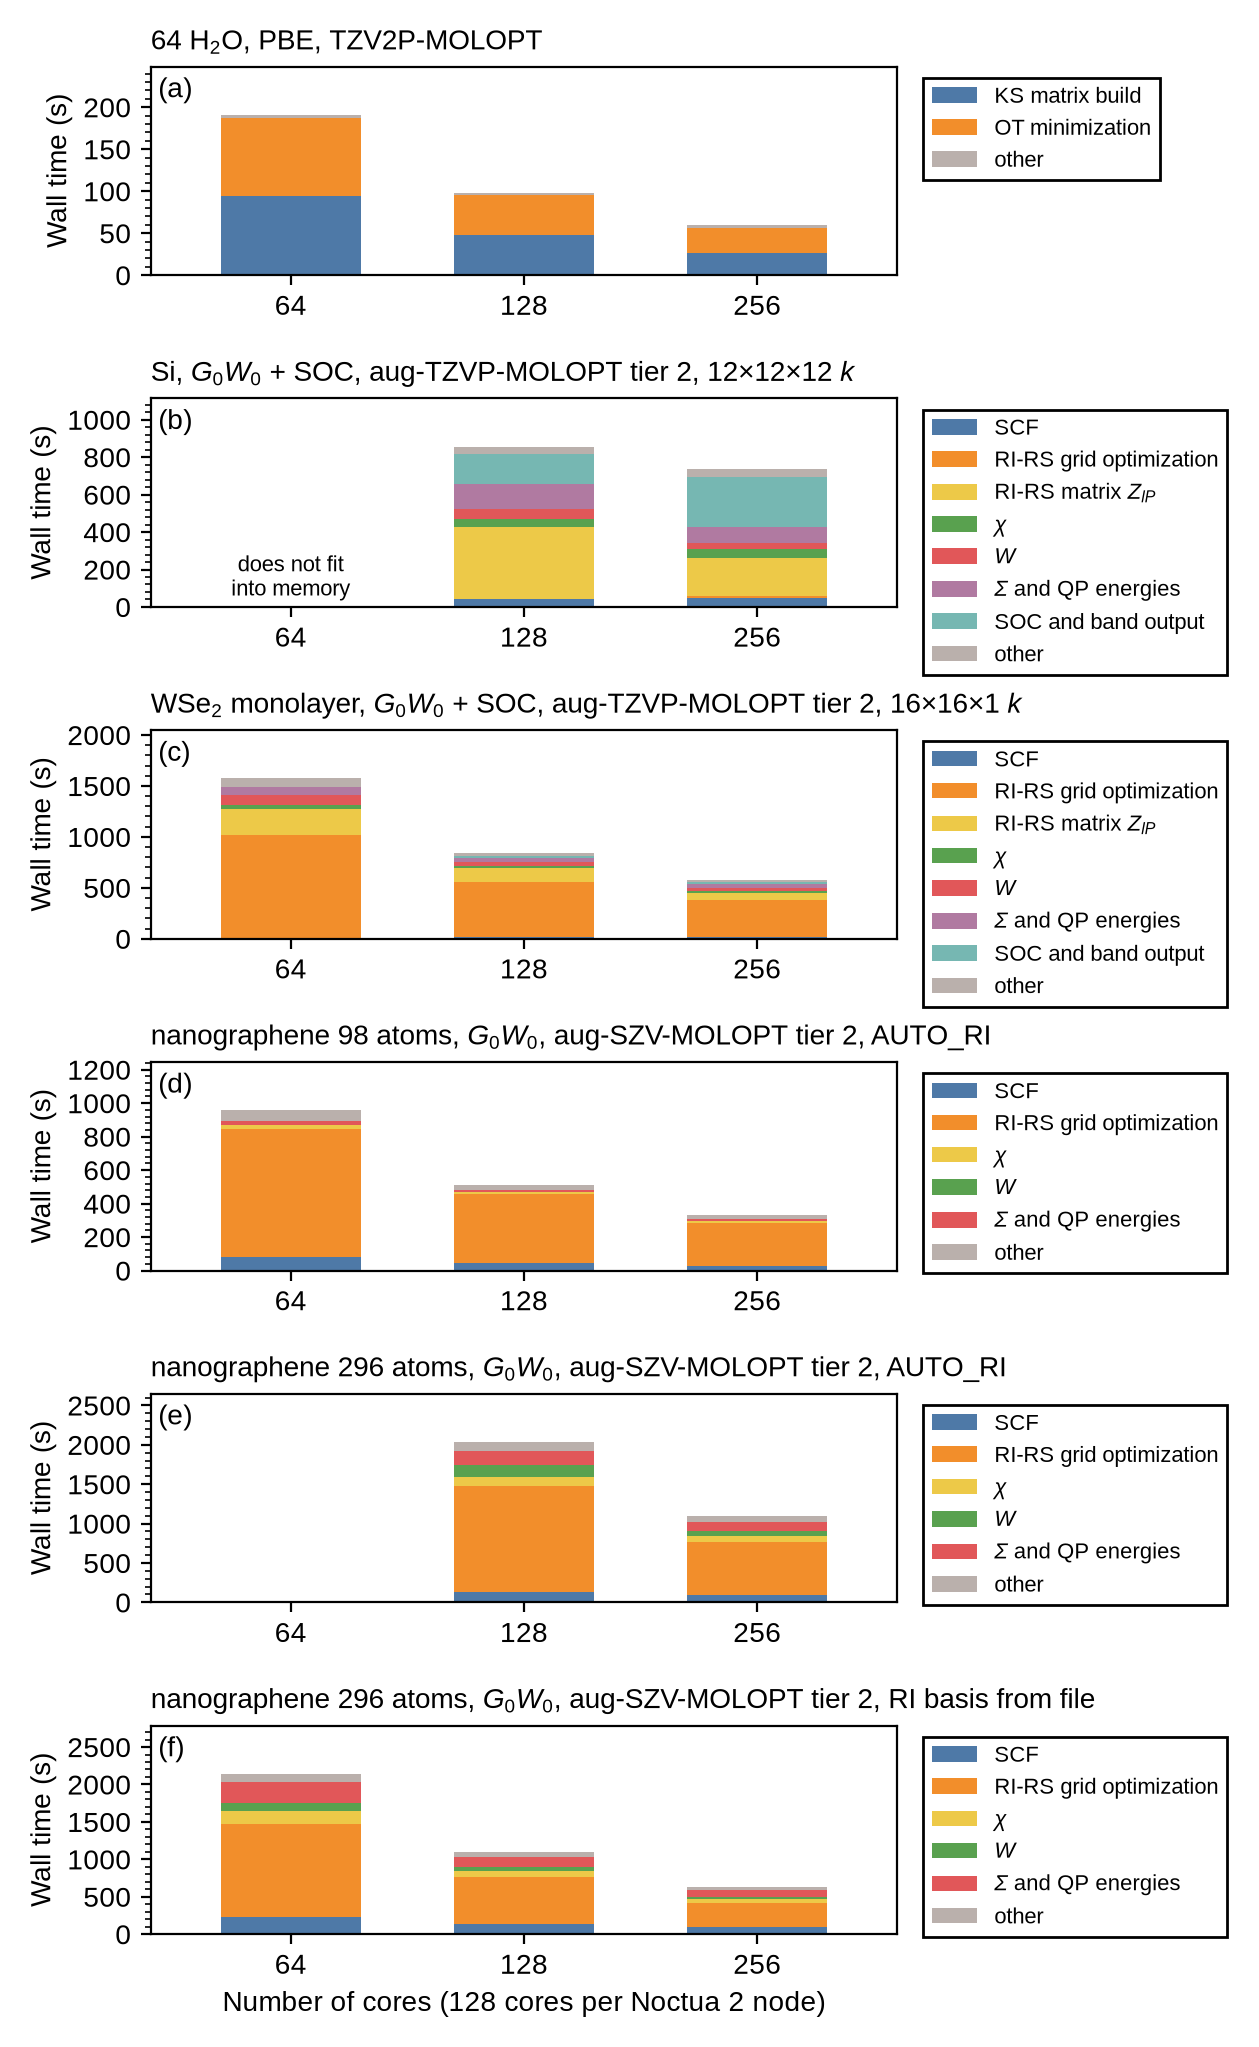 64 H₂O, PBE, TZV2P-MOLOPT
(a)
Wall time (s)
200
150
100
50
0
64 128 256
KS matrix build
OT minimization
other
Si, G₀W₀ + SOC, aug-TZVP-MOLOPT tier 2, 12×12×12 k
(b)
Wall time (s)
1000
800
600
400
200
0
does not fit
into memory
64 128 256
SCF
RI-RS grid optimization
RI-RS matrix Z_lP
χ
W
Σ and QP energies
SOC and band output
other
WSe₂ monolayer, G₀W₀ + SOC, aug-TZVP-MOLOPT tier 2, 16×16×1 k
(c)
Wall time (s)
2000
1500
1000
500
0
64 128 256
SCF
RI-RS grid optimization
RI-RS matrix Z_lP
χ
W
Σ and QP energies
SOC and band output
other
nanographene 98 atoms, G₀W₀, aug-SZV-MOLOPT tier 2, AUTO_RI
(d)
Wall time (s)
1200
1000
800
600
400
200
0
64 128 256
SCF
RI-RS grid optimization
χ
W
Σ and QP energies
other
nanographene 296 atoms, G₀W₀, aug-SZV-MOLOPT tier 2, AUTO_RI
(e)
Wall time (s)
2500
2000
1500
1000
500
0
64 128 256
SCF
RI-RS grid optimization
χ
W
Σ and QP energies
other
nanographene 296 atoms, G₀W₀, aug-SZV-MOLOPT tier 2, RI basis from file
(f)
Wall time (s)
2500
2000
1500
1000
500
0
64 128 256
Number of cores (128 cores per Noctua 2 node)
SCF
RI-RS grid optimization
χ
W
Σ and QP energies
other